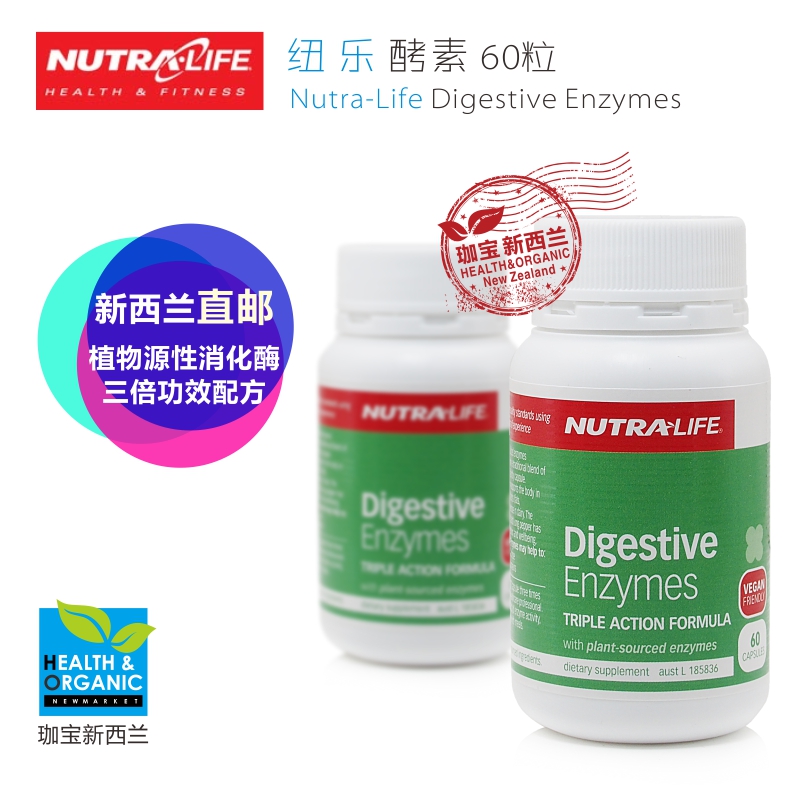 NUTRA-LIFE
HEALTH & FITNESS
纽乐酵素60粒
Nutra-Life Digestive Enzymes
珈宝新西兰
HEALTH&ORGANIC
New Zealand
新西兰直邮
植物源性消化酶
三倍功效配方
NUTRA-LIFE
Digestive
Enzymes
TRIPLE ACTION FORMULA
with plant-sourced enzymes
NUTRA-LIFE
Digestive
Enzymes
TRIPLE ACTION FORMULA
with plant-sourced enzymes
dietary supplement aust L 185836
VEGAN
FRIENDLY
60
CAPSULES
HEALTH &
ORGANIC
NEWMARKET
珈宝新西兰